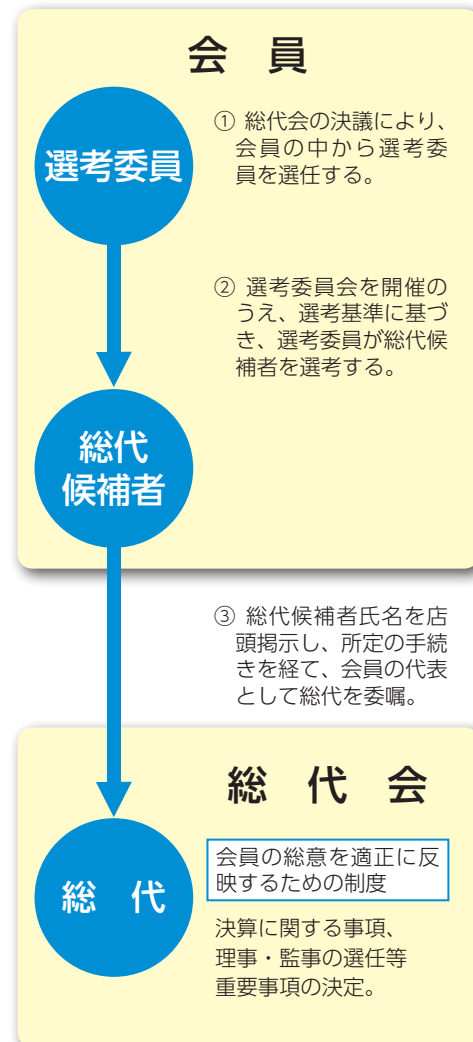 会　員
選考委員
① 総代会の決議により、
会員の中から選考委
員を選任する。
② 選考委員会を開催の
うえ、選考基準に基づ
き、選考委員が総代候
補者を選考する。
総代
候補者
③ 総代候補者氏名を店
頭掲示し、所定の手続
きを経て、会員の代表
として総代を委嘱。
総　代　会
総　代
会員の総意を適正に反
映するための制度
決算に関する事項、
理事・監事の選任等
重要事項の決定。